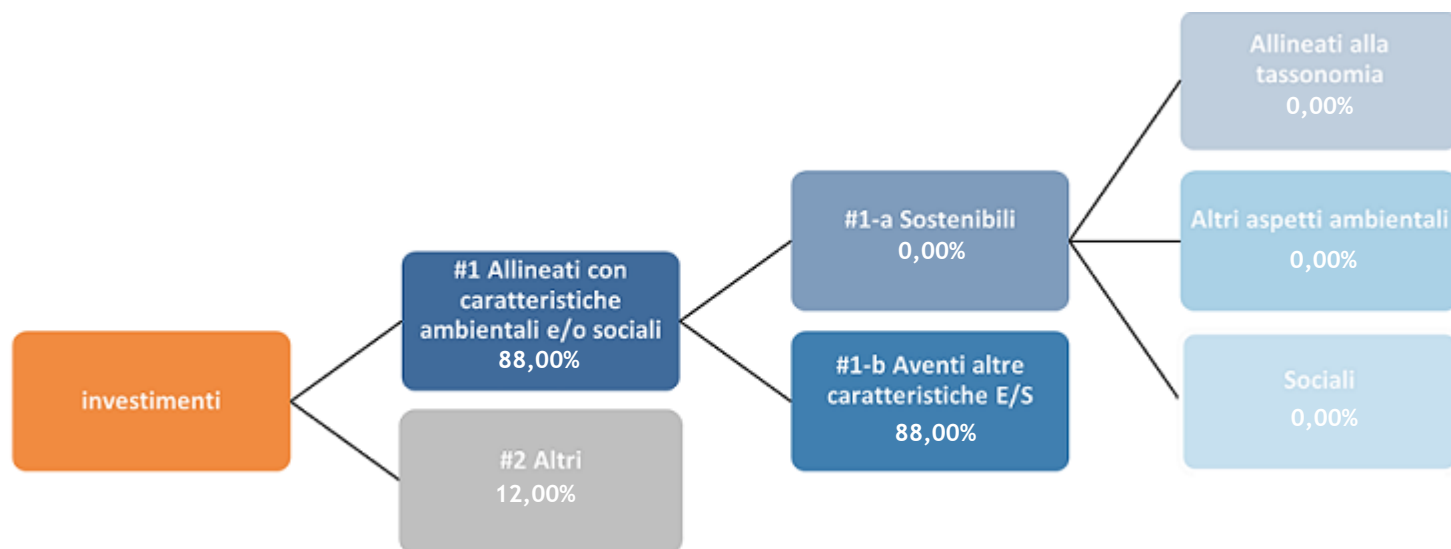 investimenti
#1 Allineati con
caratteristiche
ambientali e/o sociali
88,00%
#2 Altri
12,00%
#1-a Sostenibili
0,00%
#1-b Aventi altre
caratteristiche E/S
88,00%
Allineati alla
tassonomia
0,00%
Altri aspetti ambientali
0,00%
Sociali
0,00%